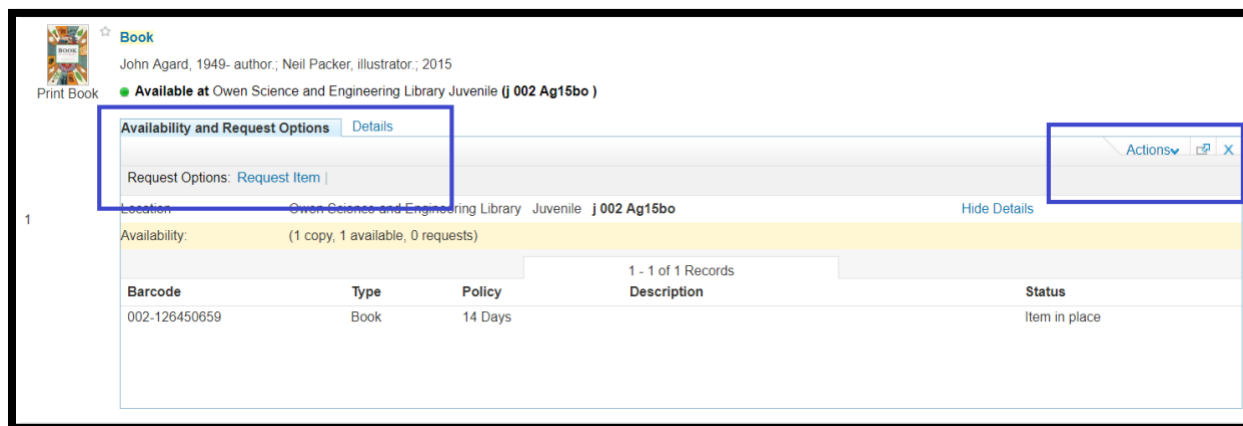 BOOK
Book
John Agard, 1949- author.; Neil Packer, illustrator.; 2015
Print Book
Available at Owen Science and Engineering Library Juvenile (j 002 Ag15bo )
Availability and Request Options Details
Actions X
Request Options: Request Item |
1
Location Owen Science and Engineering Library Juvenile j 002 Ag15bo Hide Details
Availability: (1 copy, 1 available, 0 requests)
1 - 1 of 1 Records
Barcode Type Policy Description Status
002-126450659 Book 14 Days Item in place